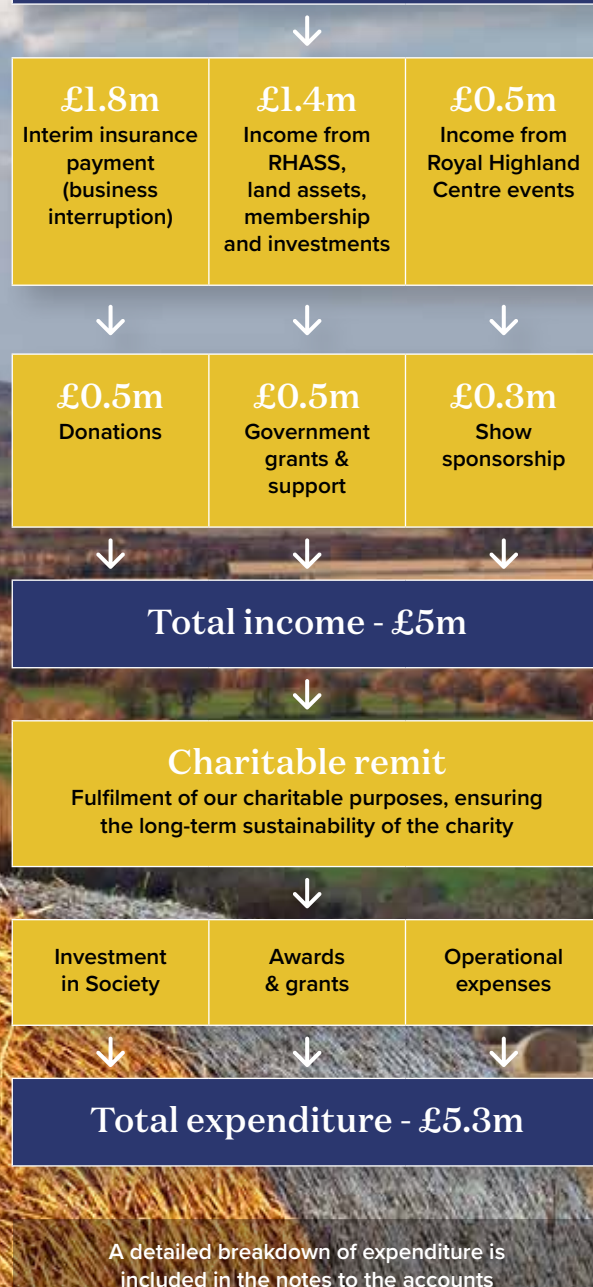 £1.8m
Interim insurance
payment
(business
interruption)
£1.4m
Income from
RHASS,
land assets,
membership
and investments
£0.5m
Income from
Royal Highland
Centre events
£0.5m
Donations
£0.5m
Government
grants &
support
£0.3m
Show
sponsorship
Total income - £5m
Charitable remit
Fulfilment of our charitable purposes, ensuring
the long-term sustainability of the charity
Investment
in Society
Awards
& grants
Operational
expenses
Total expenditure - £5.3m
A detailed breakdown of expenditure is
included in the notes to the accounts